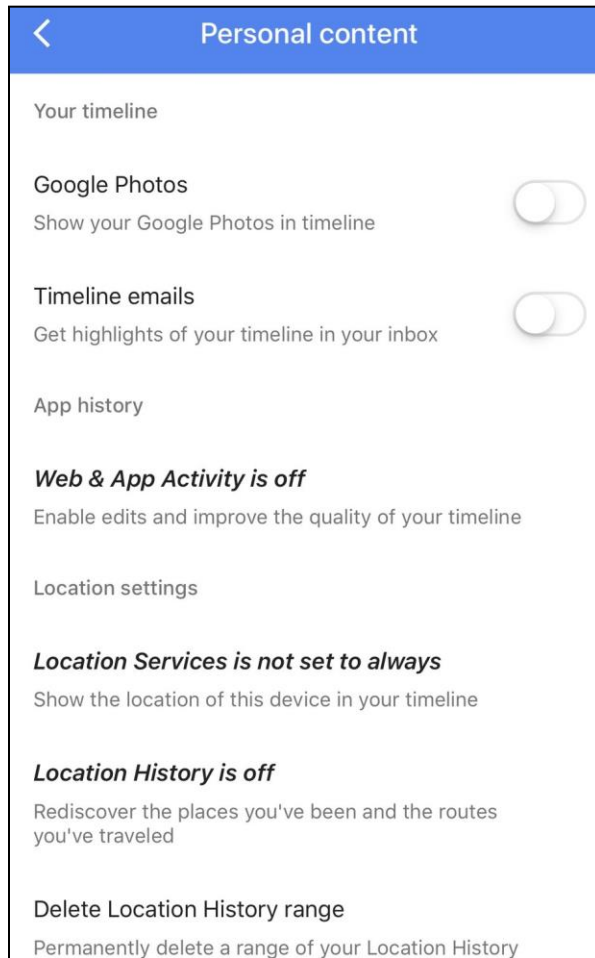 Personal content
Your timeline
Google Photos
Show your Google Photos in timeline
Timeline emails
Get highlights of your timeline in your inbox
App history
Web & App Activity is off
Enable edits and improve the quality of your timeline
Location settings
Location Services is not set to always
Show the location of this device in your timeline
Location History is off
Rediscover the places you've been and the routes
you've traveled
Delete Location History range
Permanently delete a range of your Location History